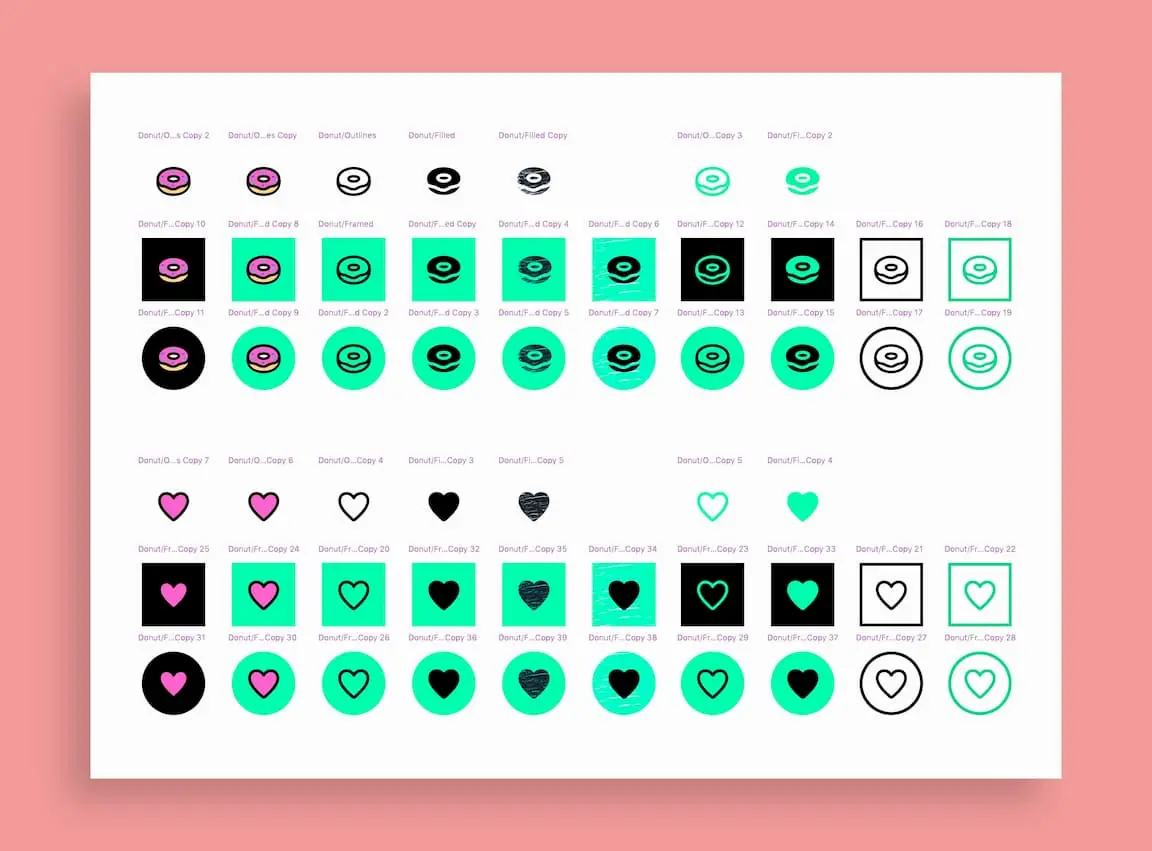 Donut/O...s Copy 2 Donut/O...es Copy Donut/Outlines Donut/Filled Donut/Filled Copy Donut/O...Copy 3 Donut/Fi...Copy 2
Donut/F...Copy 10 Donut/F...d Copy 8 Donut/Framed Donut/F...ed Copy Donut/F...d Copy 4 Donut/F...d Copy 6 Donut/F...Copy 12 Donut/F...Copy 14 Donut/F...Copy 16 Donut/F...Copy 18
Donut/F...Copy 11 Donut/F...d Copy 9 Donut/F...d Copy 2 Donut/F...d Copy 3 Donut/F...d Copy 5 Donut/F...d Copy 7 Donut/F...Copy 13 Donut/F...Copy 15 Donut/F...Copy 17 Donut/F...Copy 19
Donut/O...s Copy 7 Donut/O...Copy 6 Donut/O...Copy 4 Donut/Fi...Copy 3 Donut/Fi...Copy 5 Donut/O...Copy 5 Donut/Fi...Copy 4
Donut/Fr...Copy 25 Donut/Fr...Copy 24 Donut/Fr...Copy 20 Donut/Fr...Copy 32 Donut/Fr...Copy 35 Donut/F...Copy 34 Donut/Fr...Copy 23 Donut/Fr...Copy 33 Donut/F...Copy 21 Donut/Fr...Copy 22
Donut/F...Copy 31 Donut/F...Copy 30 Donut/Fr...Copy 26 Donut/Fr...Copy 36 Donut/Fr...Copy 39 Donut/F...Copy 38 Donut/Fr...Copy 29 Donut/Fr...Copy 37 Donut/Fr...Copy 27 Donut/Fr...Copy 28